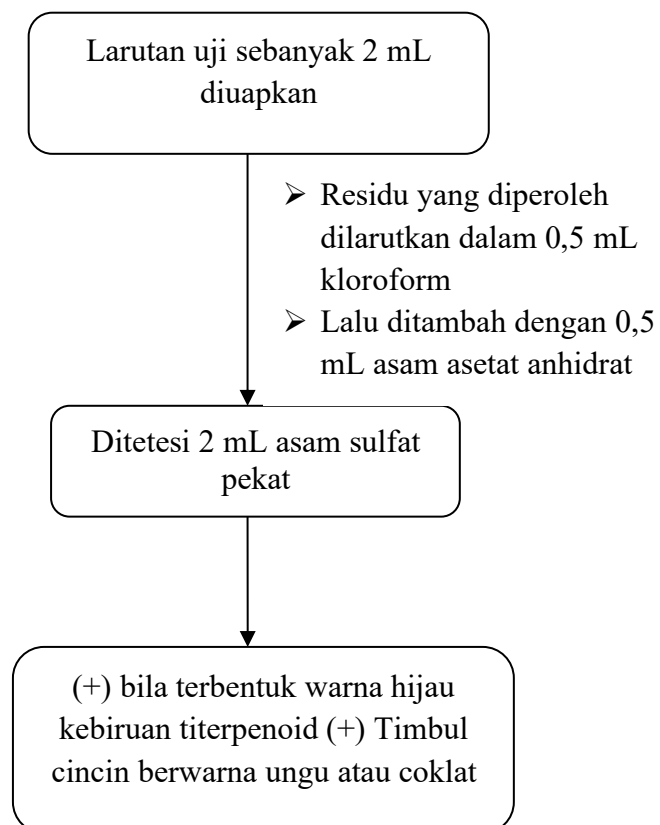 Larutan uji sebanyak 2 mL
diuapkan
➢ Residu yang diperoleh
dilarutkan dalam 0,5 mL
kloroform
➢ Lalu ditambah dengan 0,5
mL asam asetat anhidrat
Ditetesi 2 mL asam sulfat
pekat
(+) bila terbentuk warna hijau
kebiruan titerpenoid (+) Timbul
cincin berwarna ungu atau coklat